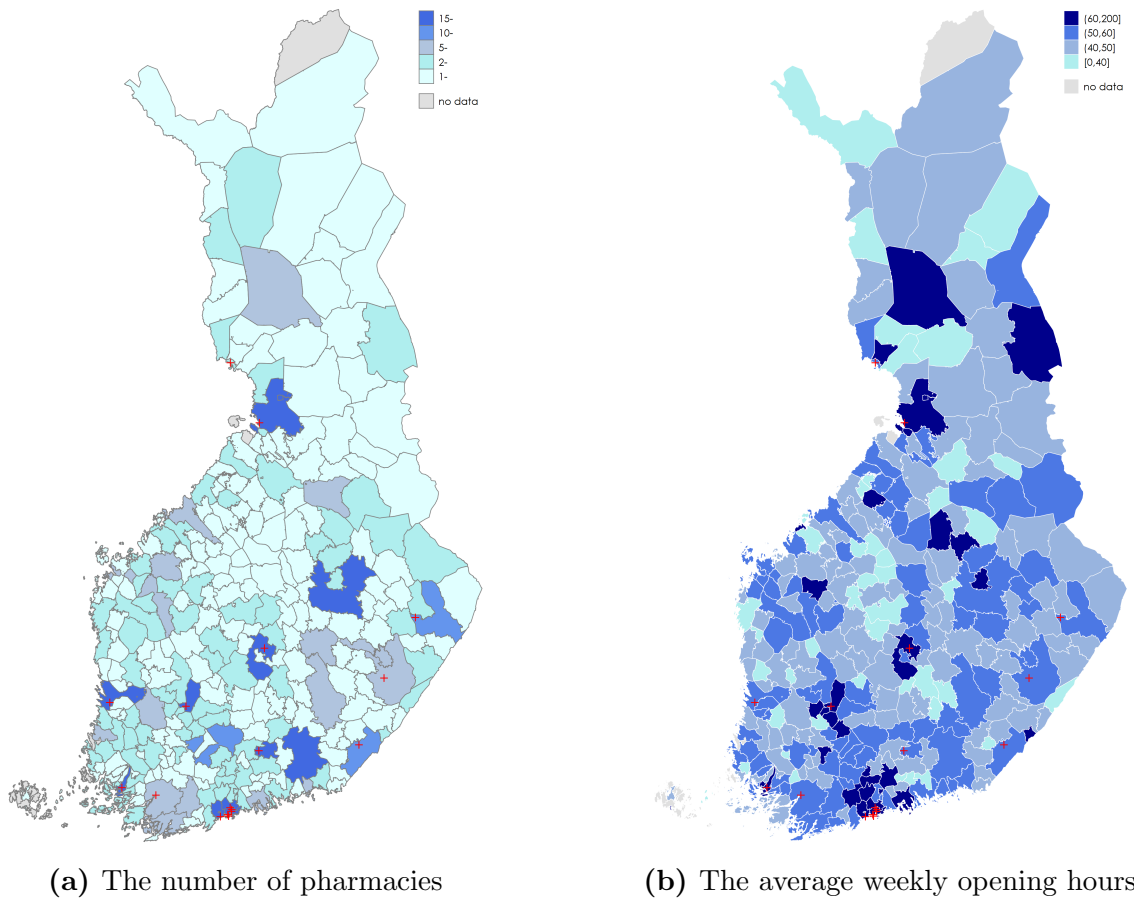 15-
10-
5-
2-
1-
no data
(60,200]
(50,60]
(40,50]
[0,40]
no data
(a) The number of pharmacies
(b) The average weekly opening hours